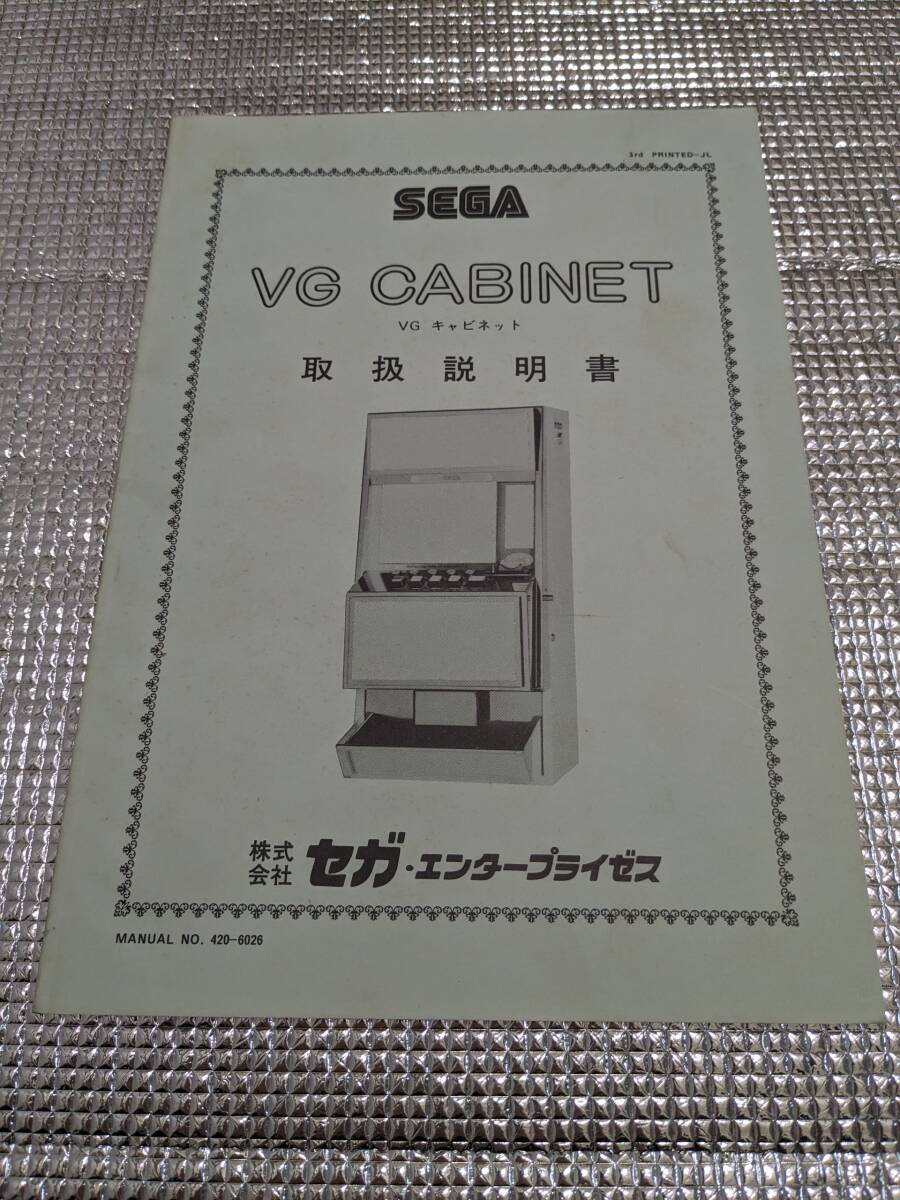 3rd PRINTED-JL
SEGA
VG CABINET
VG キャビネット
取扱説明書
株式会社 セガ・エンタープライゼス
MANUAL NO. 420-6026